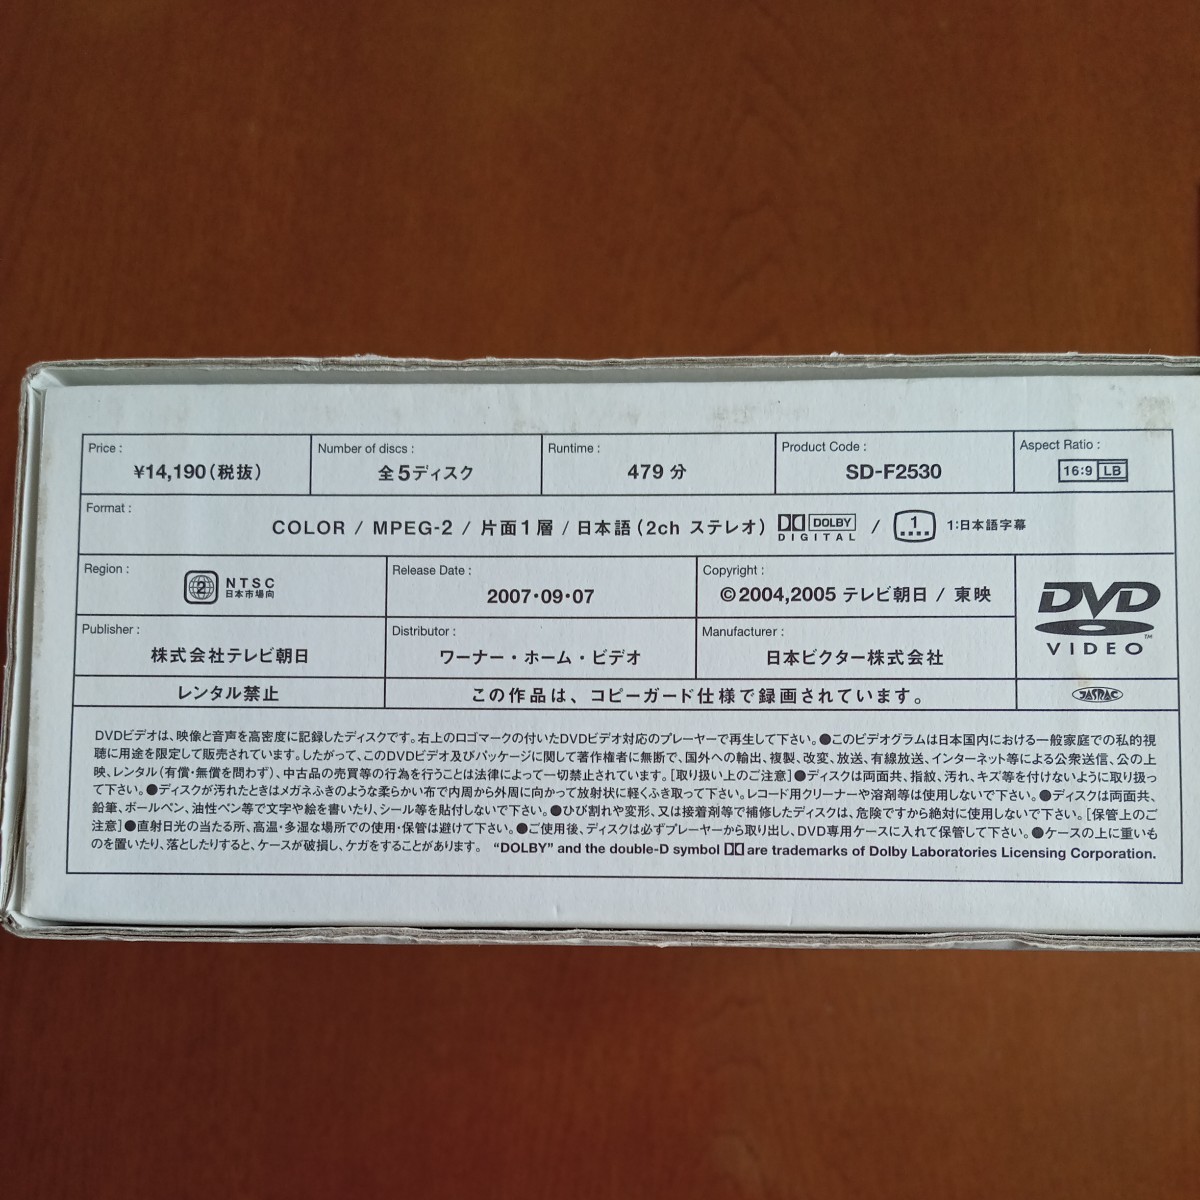 Price :
¥14,190(税抜)
Number of discs :
全5ディスク
Runtime :
479 分
Product Code :
SD-F2530
Aspect Ratio :
16:9 LB
Format :
COLOR / MPEG-2 / 片面1層 / 日本語(2ch ステレオ) DOLBY DIGITAL / 1 1:日本語字幕
Region :
2 NTSC
日本市場向
Release Date :
2007・09・07
Copyright :
©2004,2005 テレビ朝日 / 東映
DVD
VIDEO
TM
Publisher :
株式会社テレビ朝日
Distributor :
ワーナー・ホーム・ビデオ
Manufacturer :
日本ビクター株式会社
レンタル禁止
この作品は、コピーガード仕様で録画されています。
JASRAC
DVDビデオは、映像と音声を高密度に記録したディスクです。右上のロゴマークの付いたDVDビデオ対応のプレーヤーで再生して下さい。●このビデオグラムは日本国内における一般家庭での私的視
聴に用途を限定して販売されています。したがって、このDVDビデオ及びパッケージに関して著作権者に無断で、国外への輸出、複製、改変、放送、有線放送、インターネット等による公衆送信、公の上
映、レンタル(有償・無償を問わず)、中古品の売買等の行為を行うことは法律によって一切禁止されています。[取り扱い上のご注意]●ディスクは両面共、指紋、汚れ、キズ等を付けないように取り扱っ
て下さい。●ディスクが汚れたときはメガネふきのような柔らかい布で内周から外周に向かって放射状に軽くふき取って下さい。レコード用クリーナーや溶剤等は使用しないで下さい。●ディスクは両面共、
鉛筆、ボールペン、油性ペン等で文字や絵を書いたり、シール等を貼付しないで下さい。●ひび割れや変形、又は接着剤等で補修したディスクは、危険ですから絶対に使用しないで下さい。[保管上のご
注意]●直射日光の当たる所、高温・多湿な場所での使用・保管は避けて下さい。●ご使用後、ディスクは必ずプレーヤーから取り出し、DVD専用ケースに入れて保管して下さい。●ケースの上に重いも
のを置いたり、落としたりすると、ケースが破損し、ケガをすることがあります。 “DOLBY” and the double-D symbol are trademarks of Dolby Laboratories Licensing Corporation.